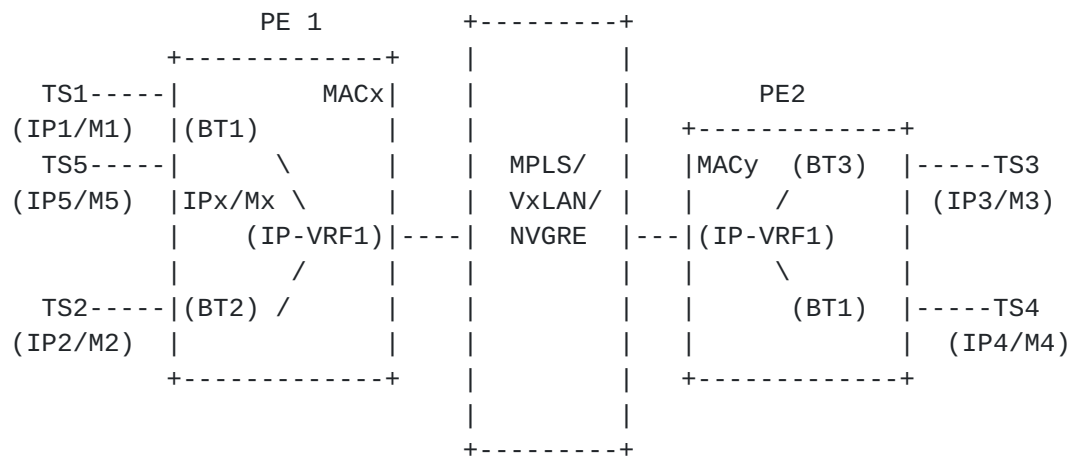 PE 1 +---------+
+-------------+ | |
TS1-----| MACx| | | PE2
(IP1/M1) |(BT1) | | | +-------------+
TS5-----| \ | | MPLS/ | |MACy (BT3) |-----TS3
(IP5/M5) |IPx/Mx \ | | VxLAN/ | | / | (IP3/M3)
| (IP-VRF1)|----| NVGRE |---|(IP-VRF1) |
| / | | | | \ |
TS2-----|(BT2) / | | | | (BT1) |-----TS4
(IP2/M2) | | | | | | (IP4/M4)
+-------------+ | | +-------------+
| |
+---------+